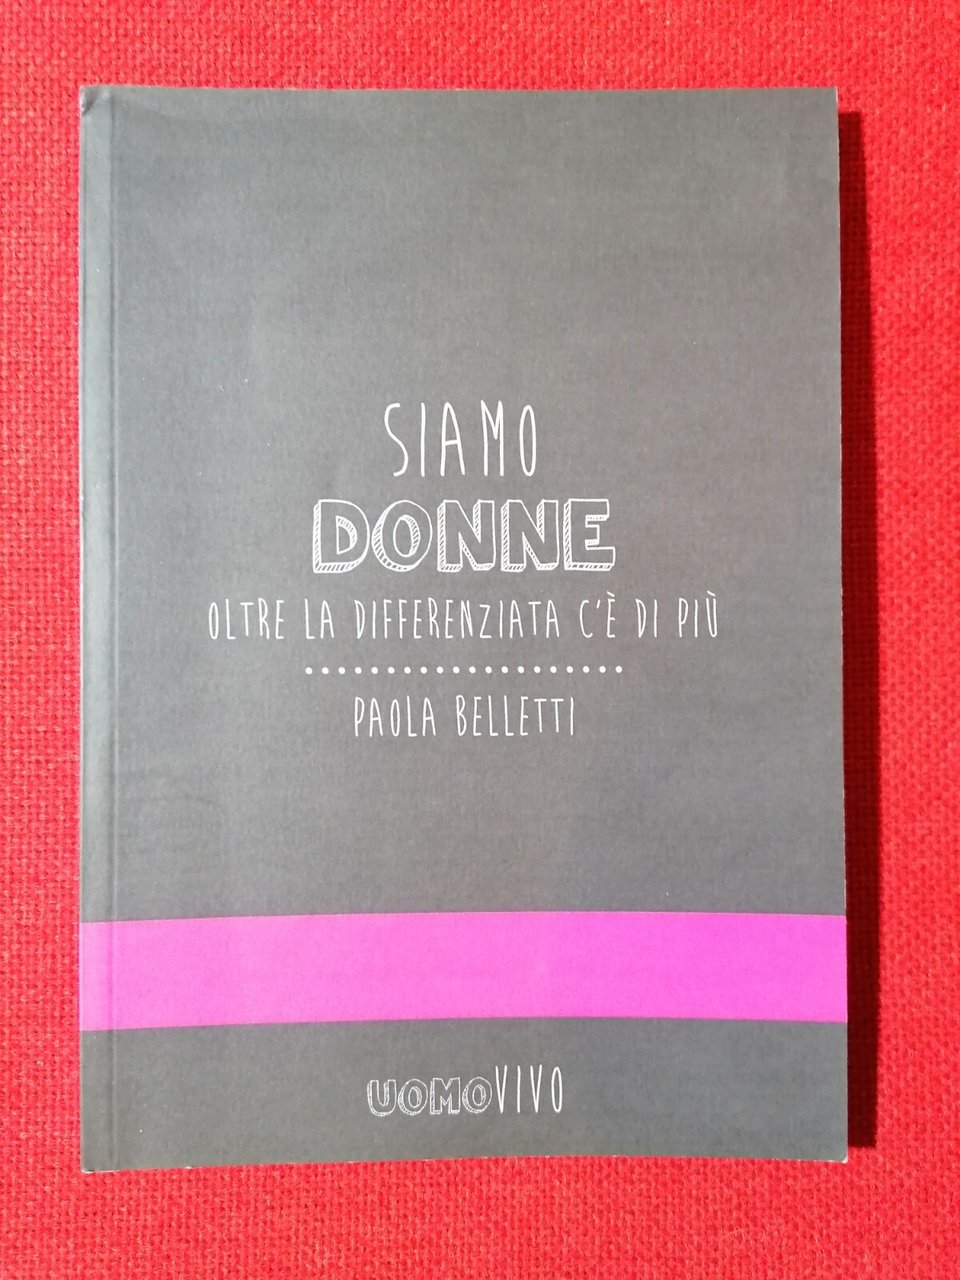 SIAMO
DONNE
OLTRE LA DIFFERENZIATA C'È DI PIÙ
PAOLA BELLETTI
UOMOVIVO